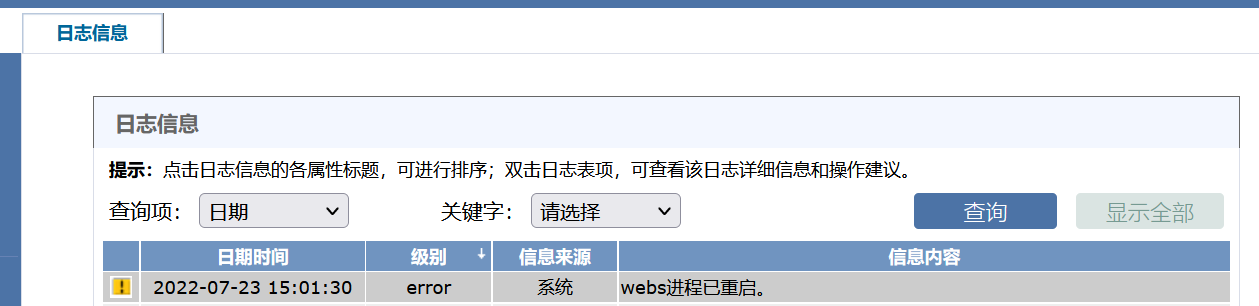 日志信息
日志信息
提示：点击日志信息的各属性标题，可进行排序；双击日志表项，可查看该日志详细信息和操作建议。
查询项： 日期 关键字： 请选择 查询 显示全部
日期时间 级别 信息来源 信息内容
2022-07-23 15:01:30 error 系统 webs进程已重启。